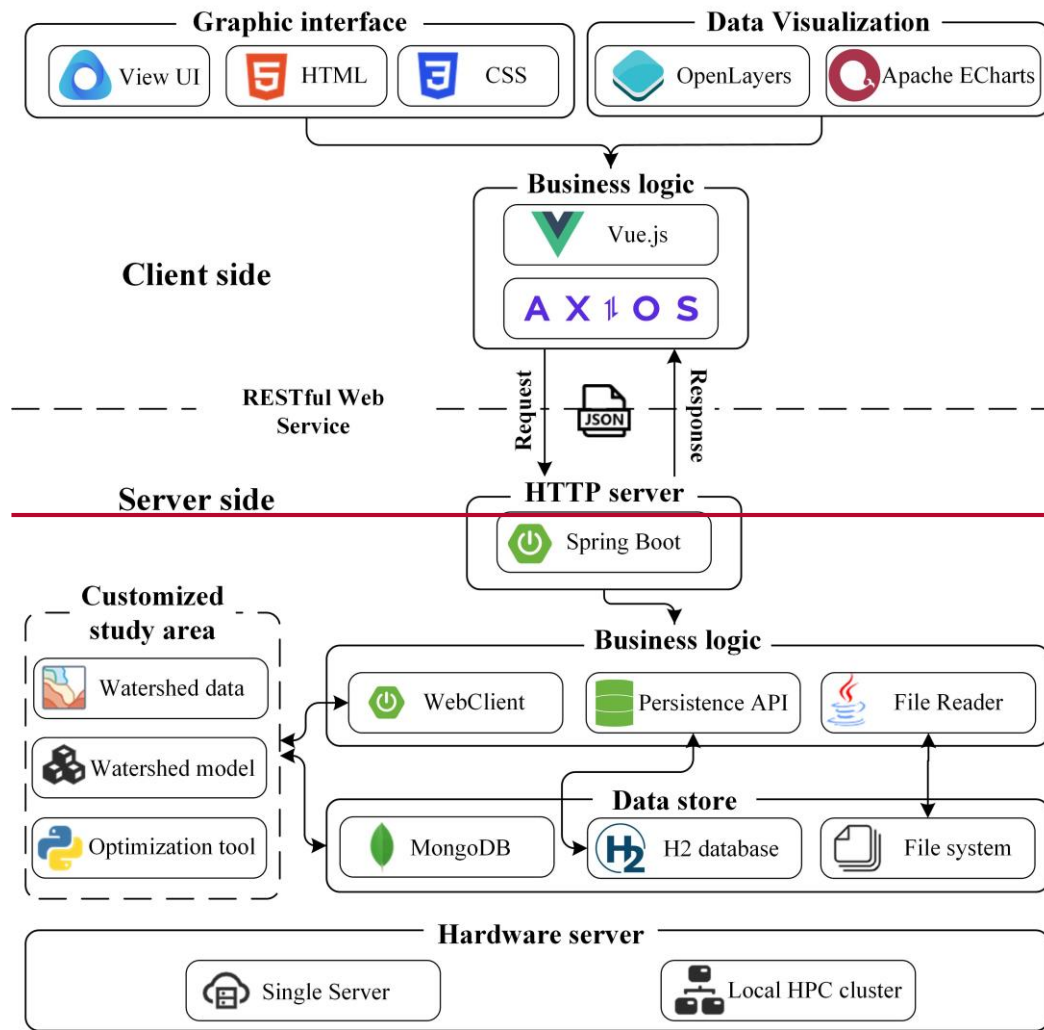 Graphic interface
View UI
5
HTML
3
CSS
Data Visualization
OpenLayers
Apache ECharts
Business logic
Vue.js
AXIOS
Client side
RESTful Web
Service
Request
JSON
Response
Server side
HTTP server
Spring Boot
Customized
study area
Watershed data
Watershed model
Optimization tool
Business logic
WebClient
Persistence API
File Reader
Data store
MongoDB
H2
H2 database
File system
Hardware server
Single Server
Local HPC cluster